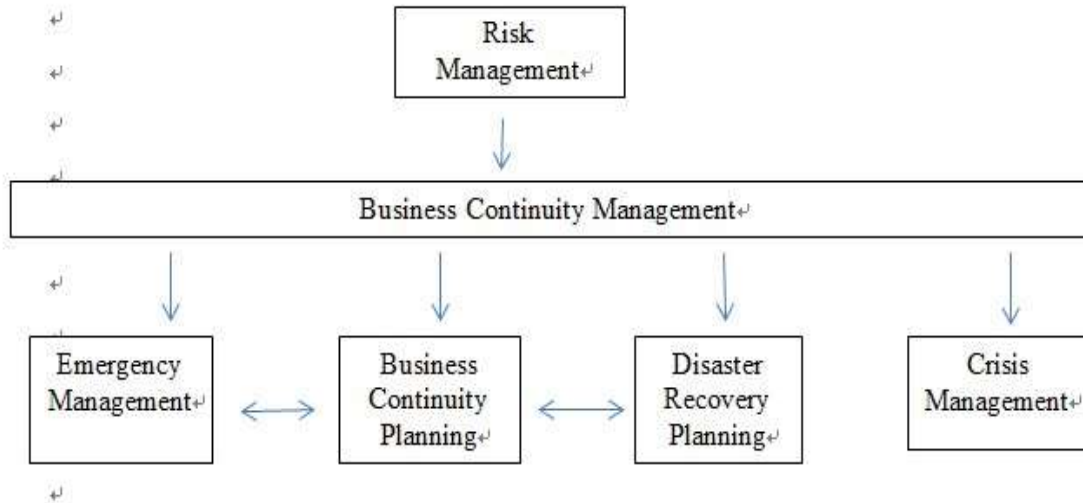 Risk
Management
Business Continuity Management
Emergency
Management
Business
Continuity
Planning
Disaster
Recovery
Planning
Crisis
Management